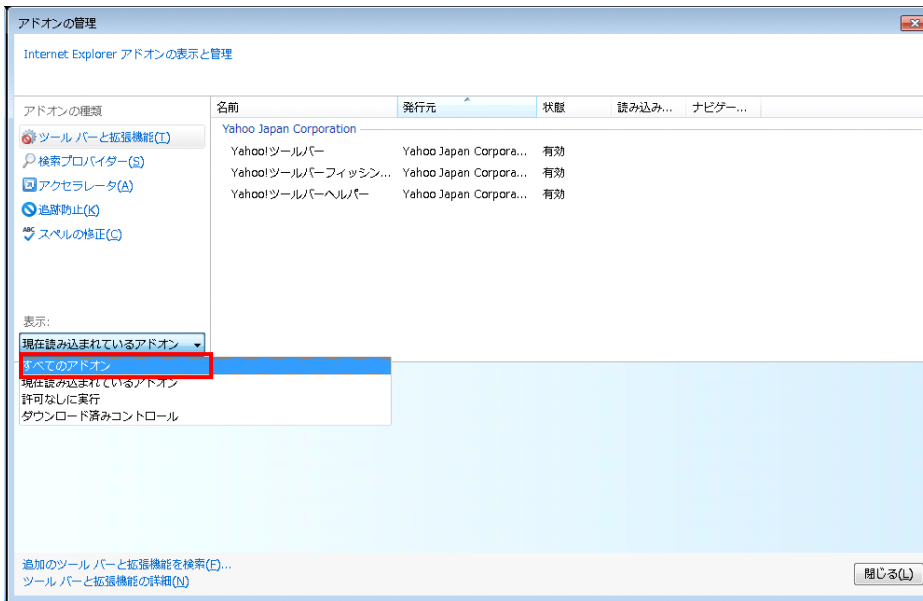 アドオンの管理
Internet Explorer アドオンの表示と管理
アドオンの種類
ツール バーと拡張機能(T)
検索プロバイダー(S)
アクセラレータ(A)
追跡防止(K)
スペルの修正(C)
名前 発行元 状態 読み込み... ナビゲー...
Yahoo Japan Corporation
Yahoo!ツールバー Yahoo Japan Corpora... 有効
Yahoo!ツールバーフィッシン... Yahoo Japan Corpora... 有効
Yahoo!ツールバーヘルパー Yahoo Japan Corpora... 有効
表示:
現在読み込まれているアドオン
すべてのアドオン
現在読み込まれているアドオン
許可なしに実行
ダウンロード済みコントロール
追加のツール バーと拡張機能を検索(F)...
ツール バーと拡張機能の詳細(N)
閉じる(L)